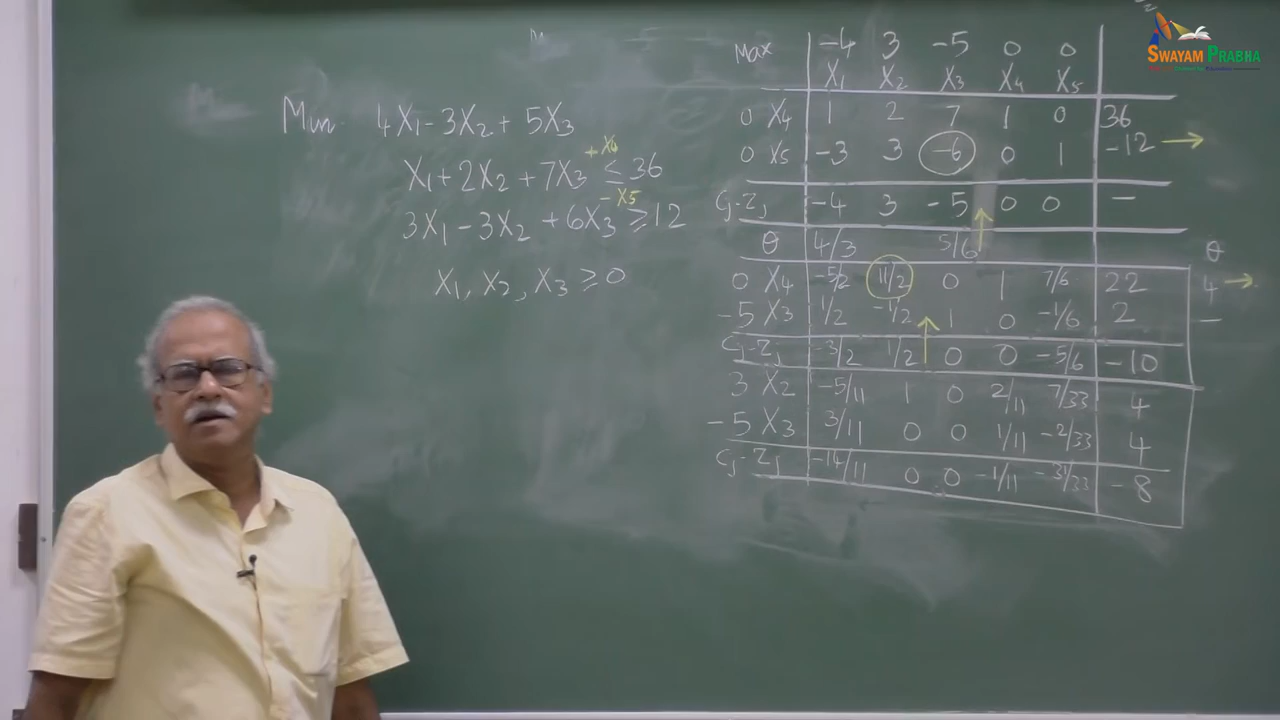 Min 4X1 - 3X2 + 5X3
X1 + 2X2 + 7X3 +X4 ≤ 36
3X1 - 3X2 + 6X3 -X5 ≥ 12
X1, X2, X3 ≥ 0
SWAYAM PRABHA
Max -4 3 -5 0 0
X1 X2 X3 X4 X5
0 X4 1 2 7 1 0 36
0 X5 -3 3 -6 0 1 -12 →
Cj-Zj -4 3 -5 0 0 -
θ 4/3 5/6 ↑ θ
0 X4 -5/2 11/2 0 1 7/6 22 4 →
-5 X3 1/2 -1/2 1 0 -1/6 2 -
Cj-Zj -3/2 1/2 ↑ 0 0 -5/6 -10
3 X2 -5/11 1 0 2/11 7/33 4
-5 X3 3/11 0 0 1/11 -2/33 4
Cj-Zj -14/11 0 0 -1/11 -31/33 -8